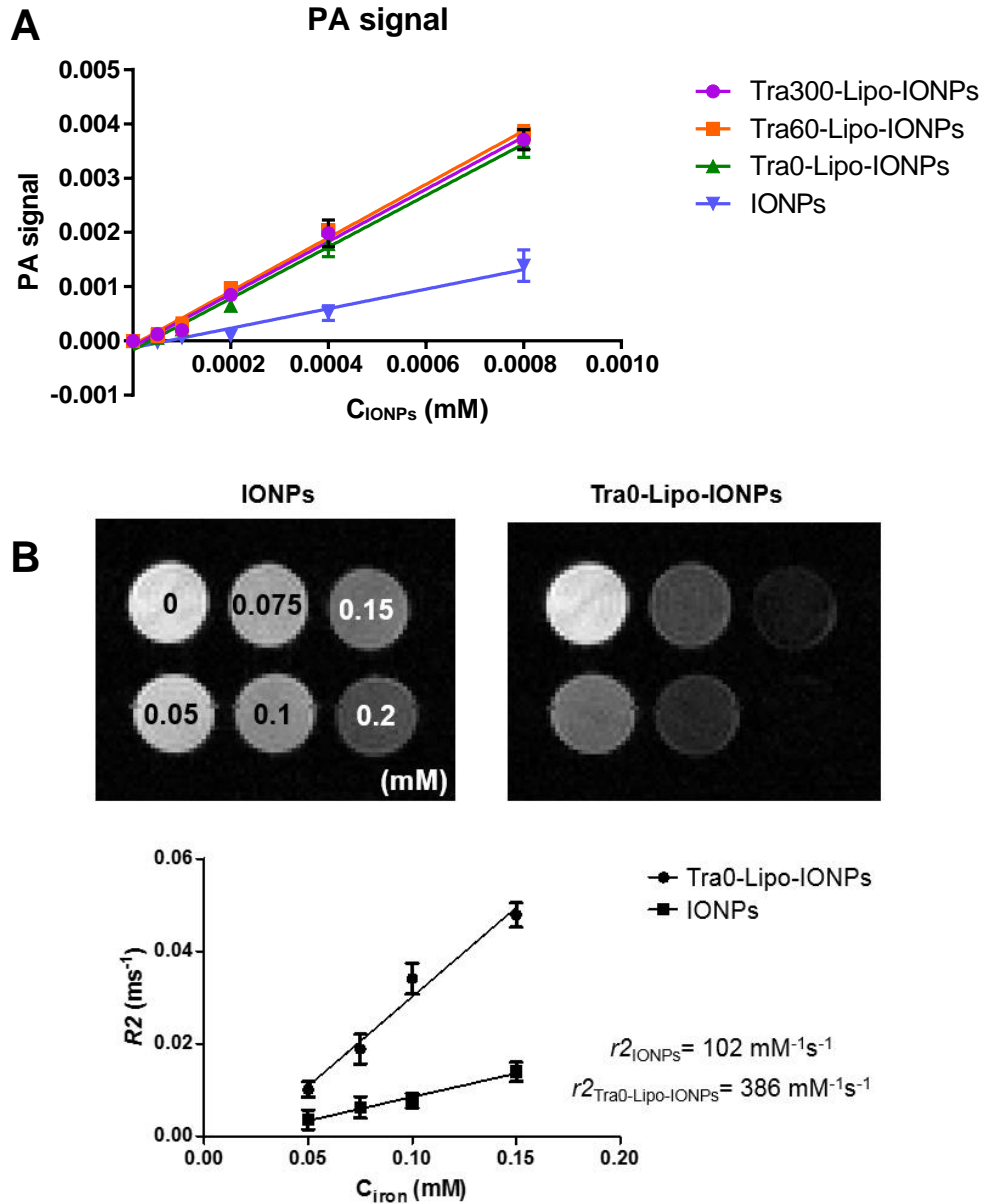 A
PA signal
0.005
0.004
0.003
0.002
0.001
0.000
-0.001
PA signal
0.0002 0.0004 0.0006 0.0008 0.0010
CIONPs (mM)
Tra300-Lipo-IONPs
Tra60-Lipo-IONPs
Tra0-Lipo-IONPs
IONPs
B
IONPs
0 0.075 0.15
0.05 0.1 0.2
(mM)
Tra0-Lipo-IONPs
0.06
0.04
0.02
0.00
R2 (ms-1)
0.00 0.05 0.10 0.15 0.20
Ciron (mM)
Tra0-Lipo-IONPs
IONPs
r2IONPs= 102 mM-1s-1
r2Tra0-Lipo-IONPs= 386 mM-1s-1